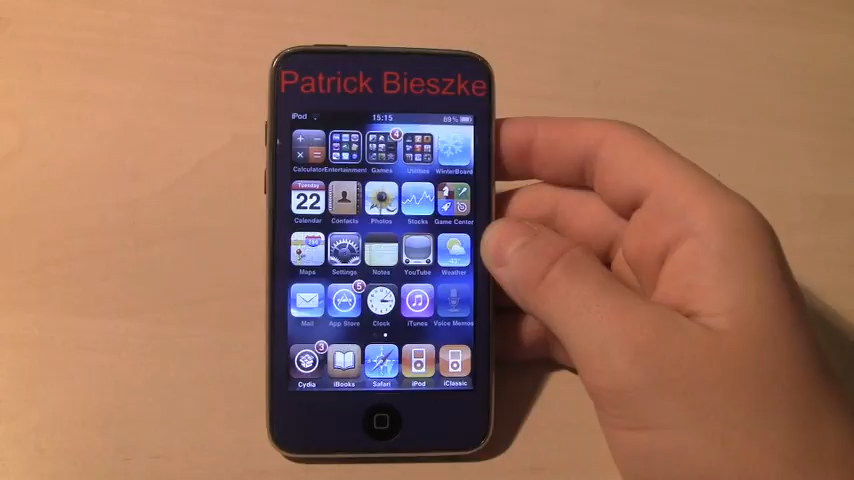 Patrick Bieszke
iPod 15:15 89%
4
Calculator Entertainment Games Utilities WinterBoard
Tuesday
22
Calendar Contacts Photos Stocks Game Center
280
Maps Settings Notes YouTube Weather
5
Mail App Store Clock iTunes Voice Memos
3
Cydia iBooks Safari iPod iClassic